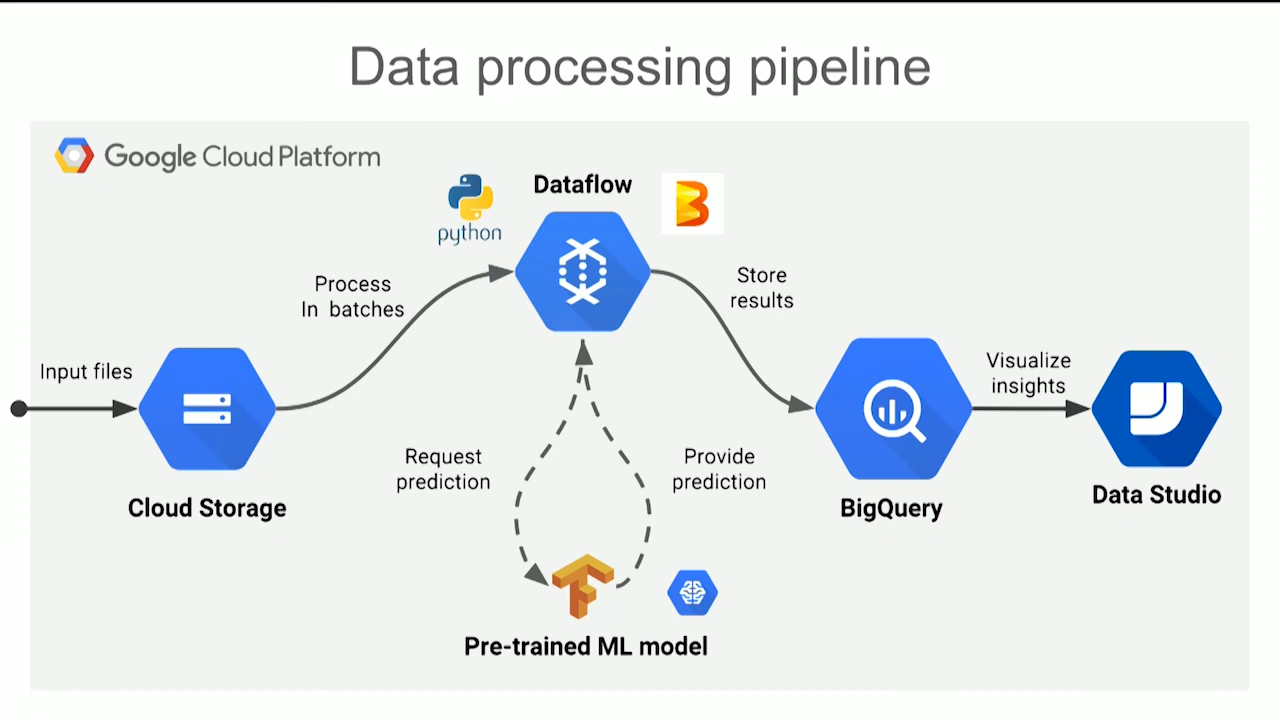 Data processing pipeline
Google Cloud Platform
Dataflow
python
Process
In batches
Store
results
Input files
Visualize
insights
Request
prediction
Provide
prediction
Cloud Storage
BigQuery
Data Studio
Pre-trained ML model